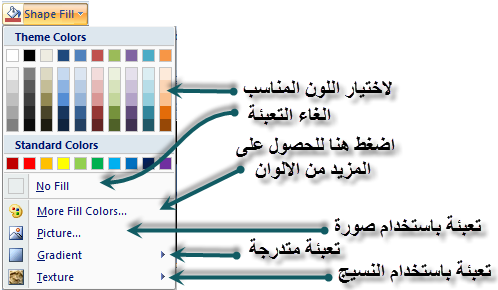 Shape Fill
Theme Colors
لاختيار اللون المناسب
الغاء التعبئة
اضغط هنا للحصول على
المزيد من الالوان
Standard Colors
No Fill
More Fill Colors...
Picture...
تعبئة باستخدام صورة
Gradient
تعبئة متدرجة
Texture
تعبئة باستخدام النسيج